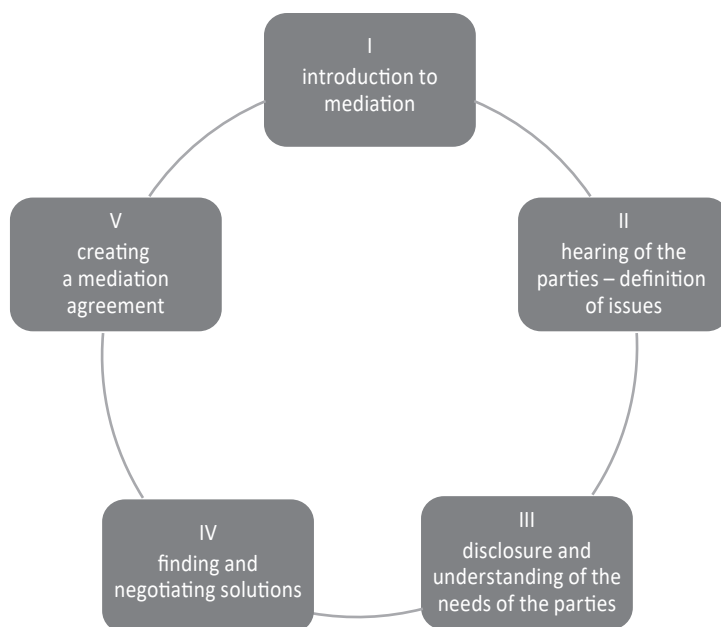 I
introduction to
mediation
II
hearing of the
parties – definition
of issues
III
disclosure and
understanding of the
needs of the parties
IV
finding and
negotiating solutions
V
creating
a mediation
agreement